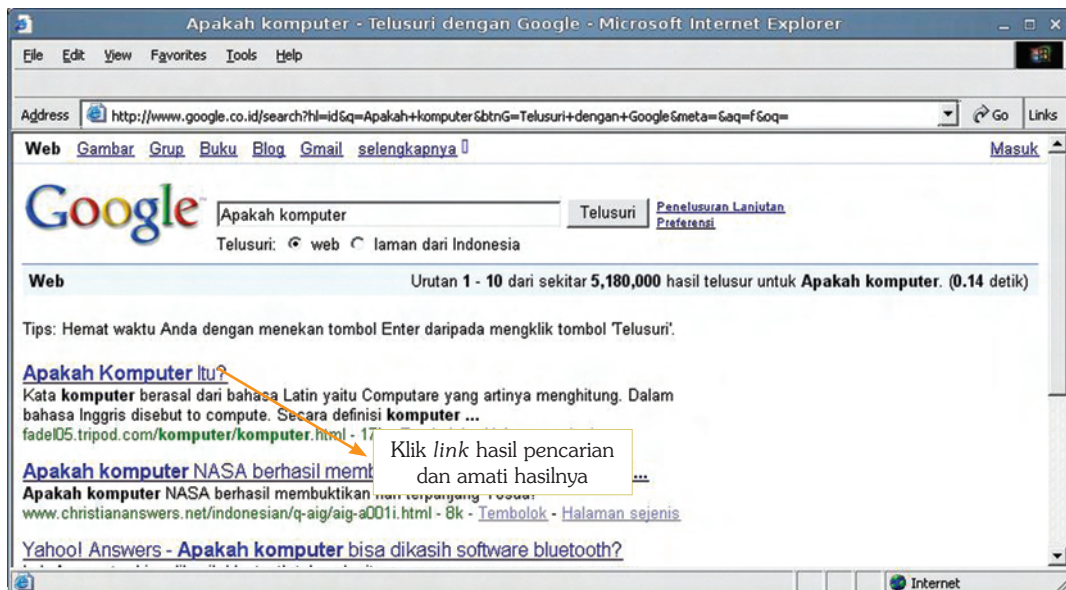 Apakah komputer - Telusuri dengan Google - Microsoft Internet Explorer
File Edit View Favorites Tools Help
Address http://www.google.co.id/search?hl=id&q=Apakah+komputer&btnG=Telusuri+dengan+Google&meta=&aq=f&oq= Go Links
Web Gambar Grup Buku Blog Gmail selengkapnya Masuk
Google Apakah komputer Telusuri Penelusuran Lanjutan
Preferensi
Telusuri: web laman dari Indonesia
Web Urutan 1 - 10 dari sekitar 5,180,000 hasil telusur untuk Apakah komputer. (0.14 detik)
Tips: Hemat waktu Anda dengan menekan tombol Enter daripada mengklik tombol 'Telusuri'.
Apakah Komputer Itu?
Kata komputer berasal dari bahasa Latin yaitu Computare yang artinya menghitung. Dalam
bahasa Inggris disebut to compute. Secara definisi komputer ...
fadel05.tripod.com/komputer/komputer.html -
Klik link hasil pencarian
dan amati hasilnya
Apakah komputer NASA berhasil ...
Apakah komputer NASA berhasil membuktikan
www.christiananswers.net/indonesian/q-aig/aig-a001i.html - 8k - Tembolok - Halaman sejenis
Yahoo! Answers - Apakah komputer bisa dikasih software bluetooth?
Internet